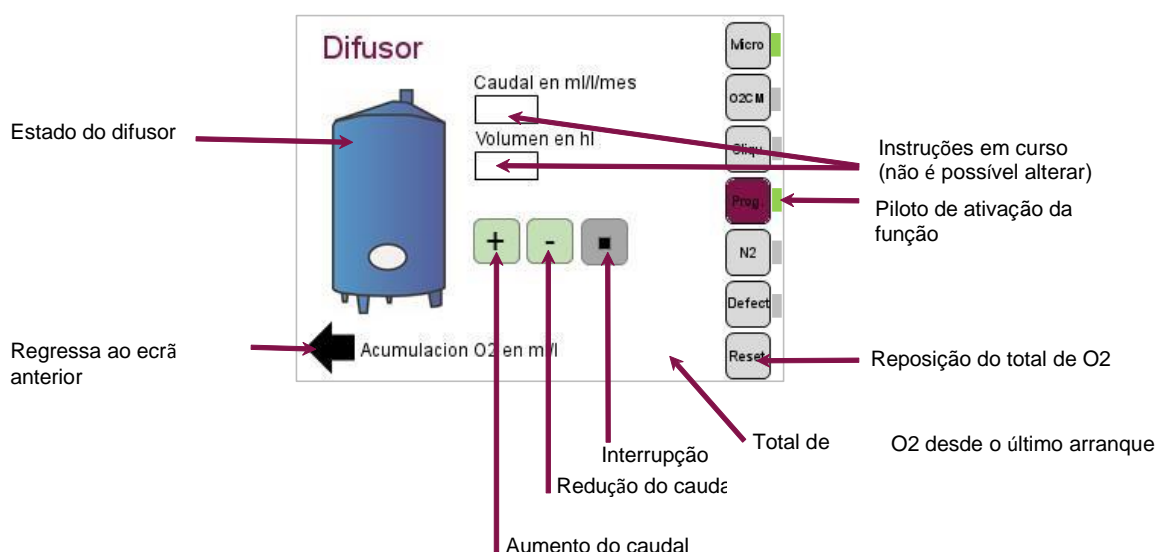 Difusor
Micro
Caudal en ml/l/mes
O2CM
Estado do difusor
Volumen en hl
Cliqu
Instruções em curso
(não é possível alterar)
Prog.
Piloto de ativação da
função
+
-
N2
Defect
Regressa ao ecrã
anterior
Acumulacion O2 en ml/l
Reset
Reposição do total de O2
Interrupção
Total de O2 desde o último arranque
Redução do cauda
Aumento do caudal